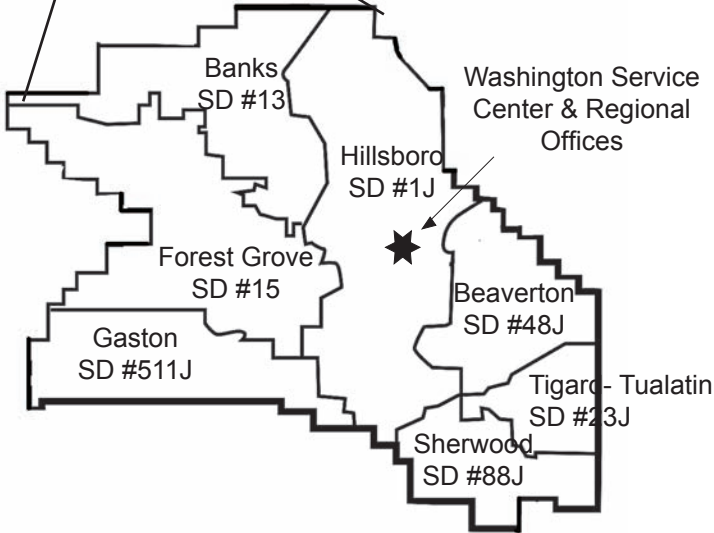 Banks
SD #13
Washington Service
Center & Regional
Offices
Hillsboro
SD #1J
Forest Grove
SD #15
Beaverton
SD #48J
Gaston
SD #511J
Tigard - Tualatin
SD #23J
Sherwood
SD #88J